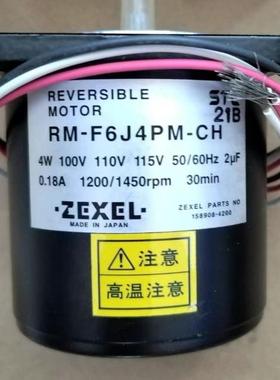 REVERSIBLE
MOTOR
21B
RM-F6J4PM-CH
4W 100V 110V 115V 50/60Hz 2μF
0.18A 1200/1450rpm 30min
·ZEXEL·
MADE IN JAPAN
ZEXEL PARTS NO
158908-4200
⚠注意
高温注意